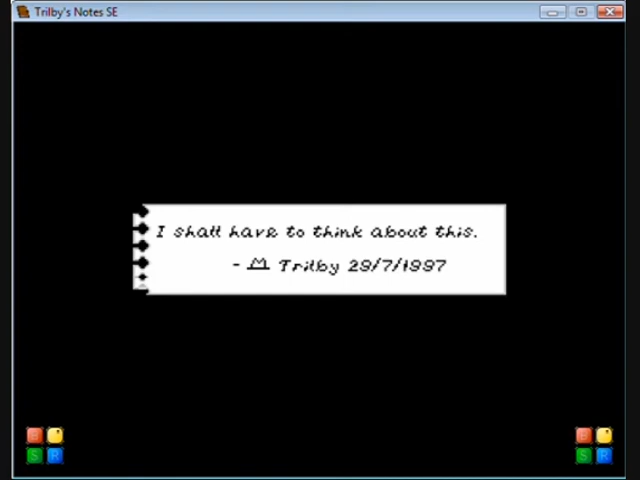 Trilby's Notes SE
I shall have to think about this.
- Trilby 29/7/1997
B
S R
B
S R